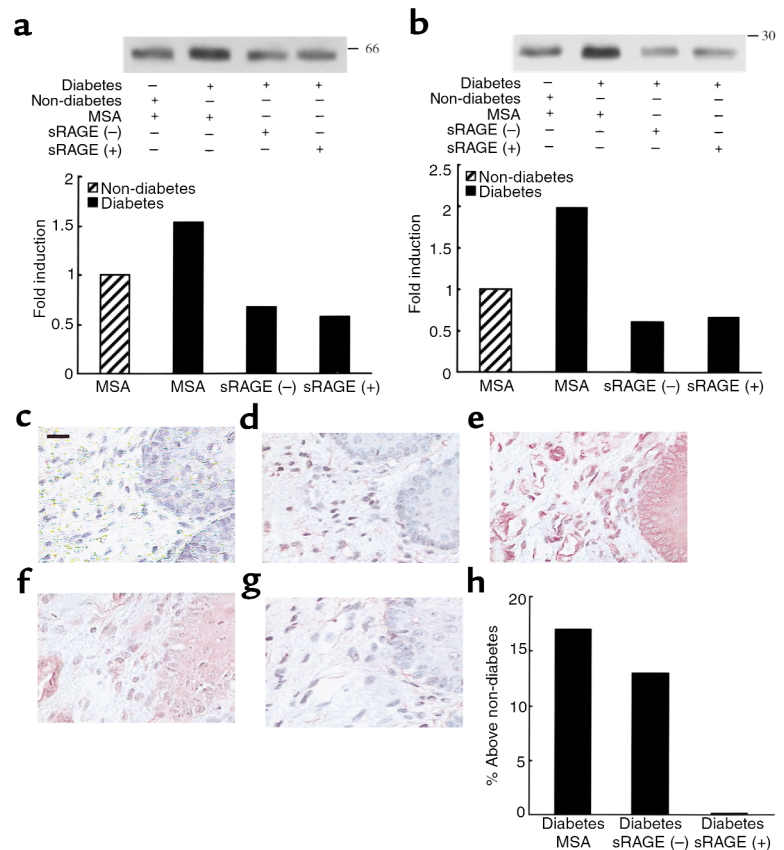 a
66
Diabetes − + + +
Non-diabetes + − − −
MSA + + − −
sRAGE (−) − − + −
sRAGE (+) − − − +
2
1.5
1
0.5
0
Fold induction
Non-diabetes
Diabetes
MSA MSA sRAGE (−) sRAGE (+)
b
30
Diabetes − + + +
Non-diabetes + − − −
MSA + + − −
sRAGE (−) − − + −
sRAGE (+) − − − +
2.5
2
1.5
1
0.5
0
Fold induction
Non-diabetes
Diabetes
MSA MSA sRAGE (−) sRAGE (+)
c
d
e
f
g
h
20
15
10
5
0
% Above non-diabetes
Diabetes Diabetes Diabetes
MSA sRAGE (−) sRAGE (+)